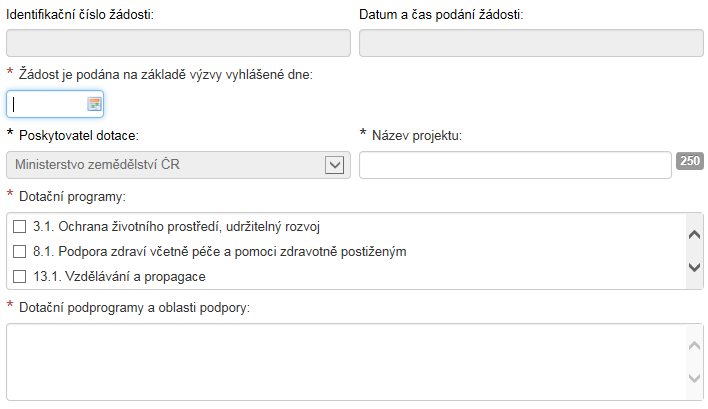 Identifikační číslo žádosti:
Datum a čas podání žádosti:
* Žádost je podána na základě výzvy vyhlášené dne:
* Poskytovatel dotace:
* Název projektu:
Ministerstvo zemědělství ČR
250
* Dotační programy:
3.1. Ochrana životního prostředí, udržitelný rozvoj
8.1. Podpora zdraví včetně péče a pomoci zdravotně postiženým
13.1. Vzdělávání a propagace
* Dotační podprogramy a oblasti podpory: